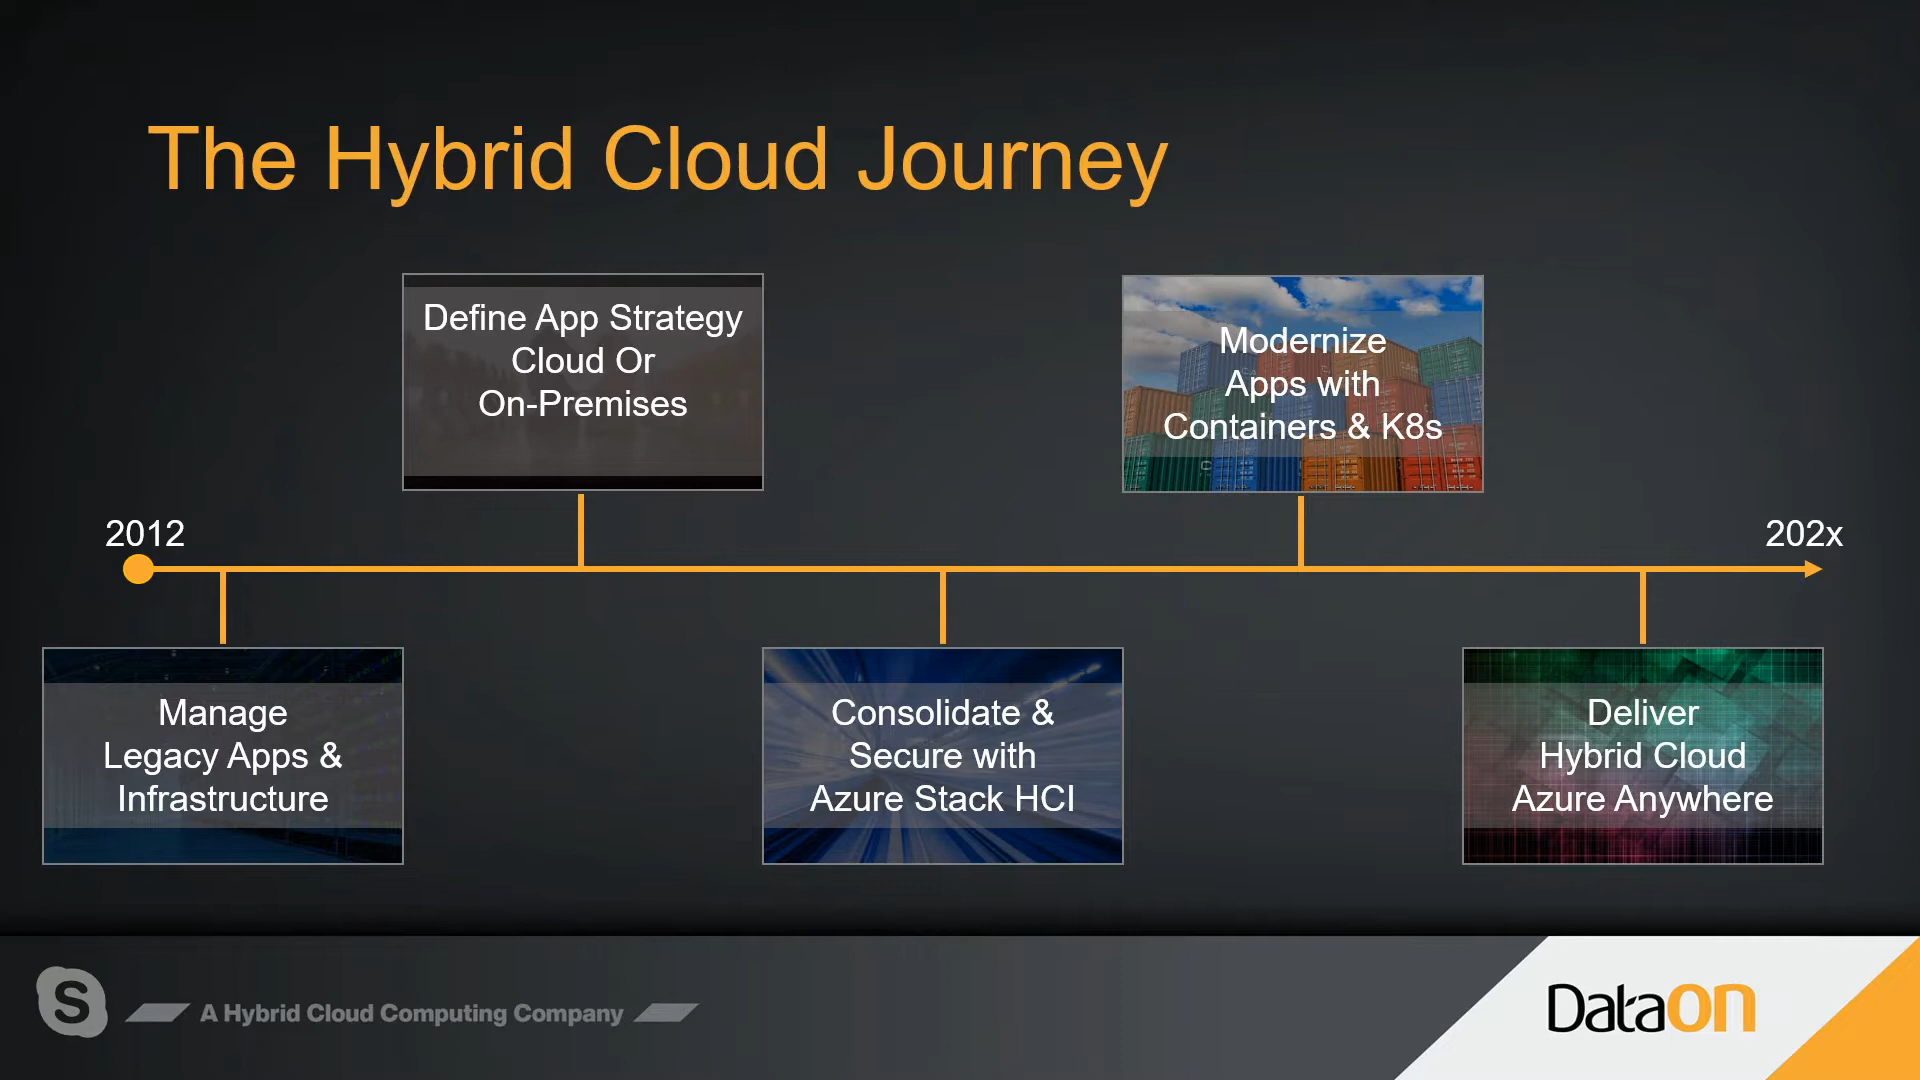 The Hybrid Cloud Journey
Define App Strategy
Cloud Or
On-Premises
Modernize
Apps with
Containers & K8s
2012
202x
Manage
Legacy Apps &
Infrastructure
Consolidate &
Secure with
Azure Stack HCI
Deliver
Hybrid Cloud
Azure Anywhere
S
A Hybrid Cloud Computing Company
DataON